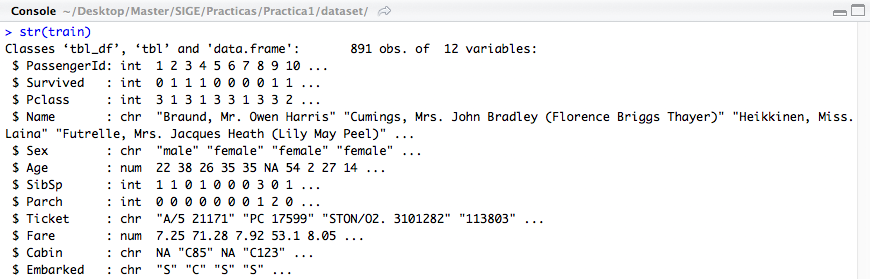 Console ~/Desktop/Master/SIGE/Practicas/Practica1/dataset/
> str(train)
Classes ‘tbl_df’, ‘tbl’ and 'data.frame':	891 obs. of  12 variables:
 $ PassengerId: int  1 2 3 4 5 6 7 8 9 10 ...
 $ Survived   : int  0 1 1 1 0 0 0 0 1 1 ...
 $ Pclass     : int  3 1 3 1 3 3 1 3 3 2 ...
 $ Name       : chr  "Braund, Mr. Owen Harris" "Cumings, Mrs. John Bradley (Florence Briggs Thayer)" "Heikkinen, Miss.
Laina" "Futrelle, Mrs. Jacques Heath (Lily May Peel)" ...
 $ Sex        : chr  "male" "female" "female" "female" ...
 $ Age        : num  22 38 26 35 35 NA 54 2 27 14 ...
 $ SibSp      : int  1 1 0 1 0 0 0 3 0 1 ...
 $ Parch      : int  0 0 0 0 0 0 0 1 2 0 ...
 $ Ticket     : chr  "A/5 21171" "PC 17599" "STON/O2. 3101282" "113803" ...
 $ Fare       : num  7.25 71.28 7.92 53.1 8.05 ...
 $ Cabin      : chr  NA "C85" NA "C123" ...
 $ Embarked   : chr  "S" "C" "S" "S" ...